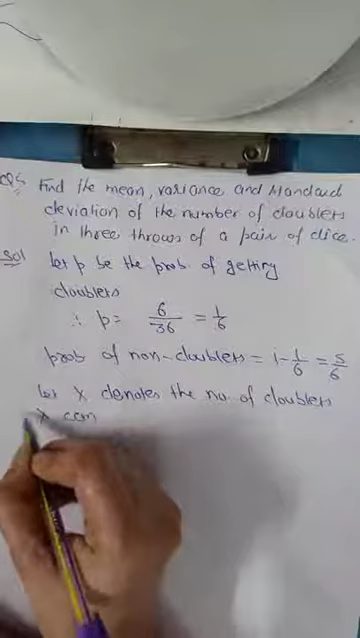 Q5 Find the mean, variance and standard
deviation of the number of doublets
in three throws of a pair of dice.
Sol Let p be the prob. of getting
doublets
∴ p = 6/36 = 1/6
prob of non-doublets = 1 - 1/6 = 5/6
Let X denotes the no. of doublets
X can